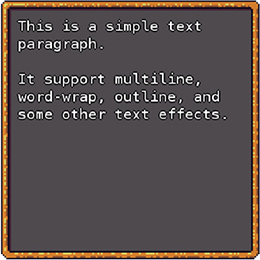 This is a simple text
paragraph.
It support multiline,
word-wrap, outline, and
some other text effects.